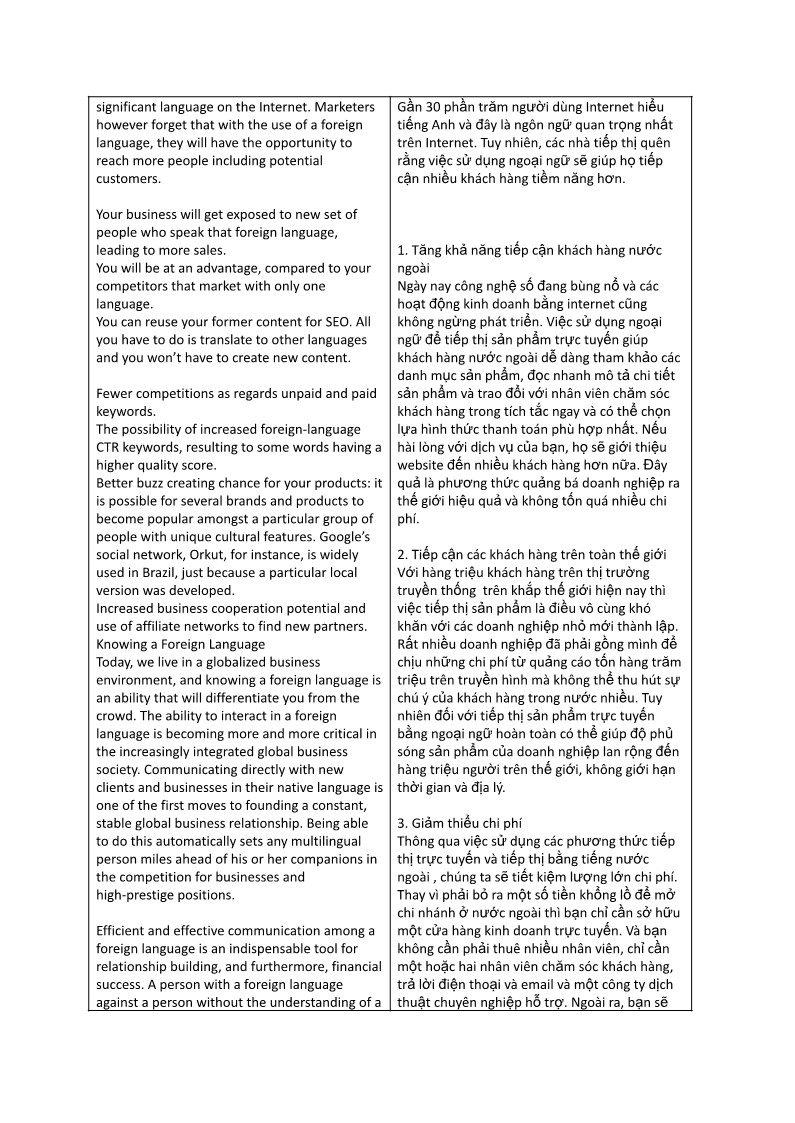 significant language on the Internet. Marketers
however forget that with the use of a foreign
language, they will have the opportunity to
reach more people including potential
customers.
Your business will get exposed to new set of
people who speak that foreign language,
leading to more sales.
You will be at an advantage, compared to your
competitors that market with only one
language.
You can reuse your former content for SEO. All
you have to do is translate to other languages
and you won’t have to create new content.
Fewer competitions as regards unpaid and paid
keywords.
The possibility of increased foreign-language
CTR keywords, resulting to some words having a
higher quality score.
Better buzz creating chance for your products: it
is possible for several brands and products to
become popular amongst a particular group of
people with unique cultural features. Google’s
social network, Orkut, for instance, is widely
used in Brazil, just because a particular local
version was developed.
Increased business cooperation potential and
use of affiliate networks to find new partners.
Knowing a Foreign Language
Today, we live in a globalized business
environment, and knowing a foreign language is
an ability that will differentiate you from the
crowd. The ability to interact in a foreign
language is becoming more and more critical in
the increasingly integrated global business
society. Communicating directly with new
clients and businesses in their native language is
one of the first moves to founding a constant,
stable global business relationship. Being able
to do this automatically sets any multilingual
person miles ahead of his or her companions in
the competition for businesses and
high-prestige positions.
Efficient and effective communication among a
foreign language is an indispensable tool for
relationship building, and furthermore, financial
success. A person with a foreign language
against a person without the understanding of a
Gần 30 phần trăm người dùng Internet hiểu
tiếng Anh và đây là ngôn ngữ quan trọng nhất
trên Internet. Tuy nhiên, các nhà tiếp thị quên
rằng việc sử dụng ngoại ngữ sẽ giúp họ tiếp
cận nhiều khách hàng tiềm năng hơn.
1. Tăng khả năng tiếp cận khách hàng nước
ngoài
Ngày nay công nghệ số đang bùng nổ và các
hoạt động kinh doanh bằng internet cũng
không ngừng phát triển. Việc sử dụng ngoại
ngữ để tiếp thị sản phẩm trực tuyến giúp
khách hàng nước ngoài dễ dàng tham khảo các
danh mục sản phẩm, đọc nhanh mô tả chi tiết
sản phẩm và trao đổi với nhân viên chăm sóc
khách hàng trong tích tắc ngay và có thể chọn
lựa hình thức thanh toán phù hợp nhất. Nếu
hài lòng với dịch vụ của bạn, họ sẽ giới thiệu
website đến nhiều khách hàng hơn nữa. Đây
quả là phương thức quảng bá doanh nghiệp ra
thế giới hiệu quả và không tốn quá nhiều chi
phí.
2. Tiếp cận các khách hàng trên toàn thế giới
Với hàng triệu khách hàng trên thị trường
truyền thống  trên khắp thế giới hiện nay thì
việc tiếp thị sản phẩm là điều vô cùng khó
khăn với các doanh nghiệp nhỏ mới thành lập.
Rất nhiều doanh nghiệp đã phải gồng mình để
chịu những chi phí từ quảng cáo tốn hàng trăm
triệu trên truyền hình mà không thể thu hút sự
chú ý của khách hàng trong nước nhiều. Tuy
nhiên đối với tiếp thị sản phẩm trực tuyến
bằng ngoại ngữ hoàn toàn có thể giúp độ phủ
sóng sản phẩm của doanh nghiệp lan rộng đến
hàng triệu người trên thế giới, không giới hạn
thời gian và địa lý.
3. Giảm thiểu chi phí
Thông qua việc sử dụng các phương thức tiếp
thị trực tuyến và tiếp thị bằng tiếng nước
ngoài , chúng ta sẽ tiết kiệm lượng lớn chi phí.
Thay vì phải bỏ ra một số tiền khổng lồ để mở
chi nhánh ở nước ngoài thì bạn chỉ cần sở hữu
một cửa hàng kinh doanh trực tuyến. Và bạn
không cần phải thuê nhiều nhân viên, chỉ cần
một hoặc hai nhân viên chăm sóc khách hàng,
trả lời điện thoại và email và một công ty dịch
thuật chuyên nghiệp hỗ trợ. Ngoài ra, bạn sẽ